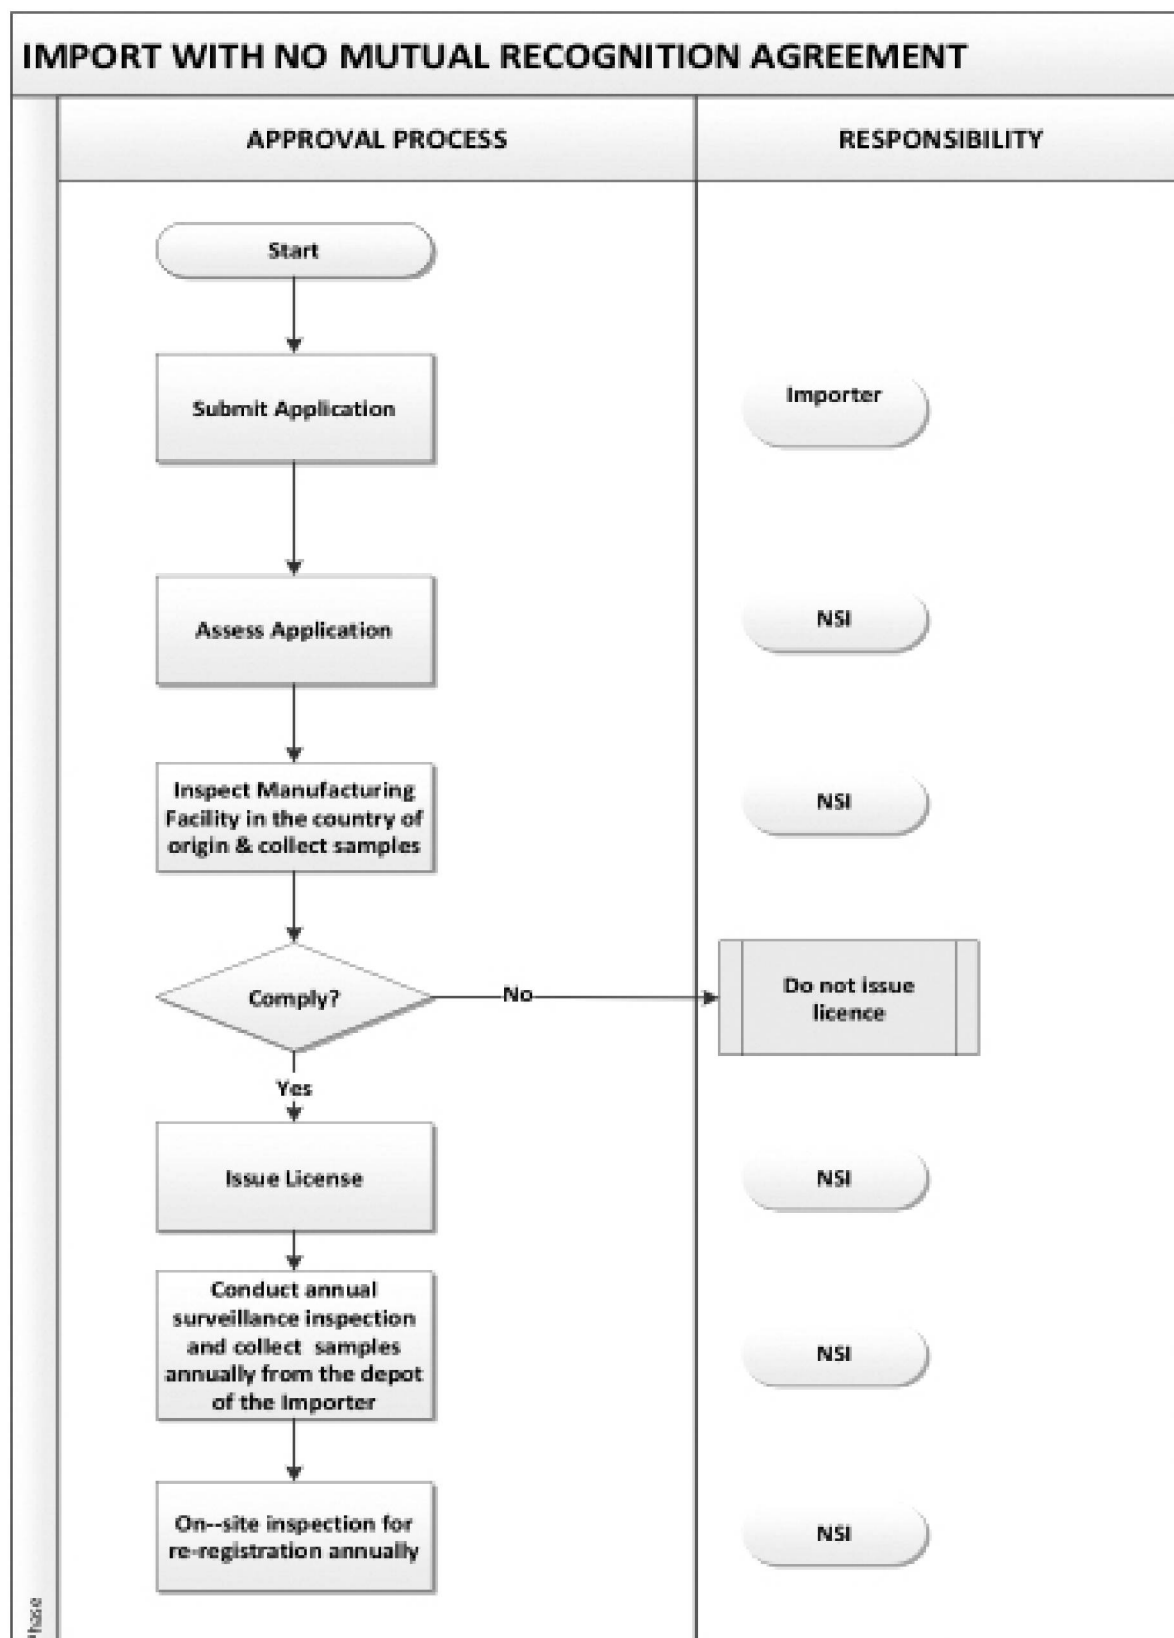 IMPORT WITH NO MUTUAL RECOGNITION AGREEMENT
APPROVAL PROCESS
RESPONSIBILITY
Start
Submit Application
Importer
Assess Application
NSI
Inspect Manufacturing
Facility in the country of
origin & collect samples
NSI
Comply?
No
Do not issue
licence
Yes
Issue License
NSI
Conduct annual
surveillance inspection
and collect samples
annually from the depot
of the Importer
NSI
On--site inspection for
re-registration annually
NSI
Phase